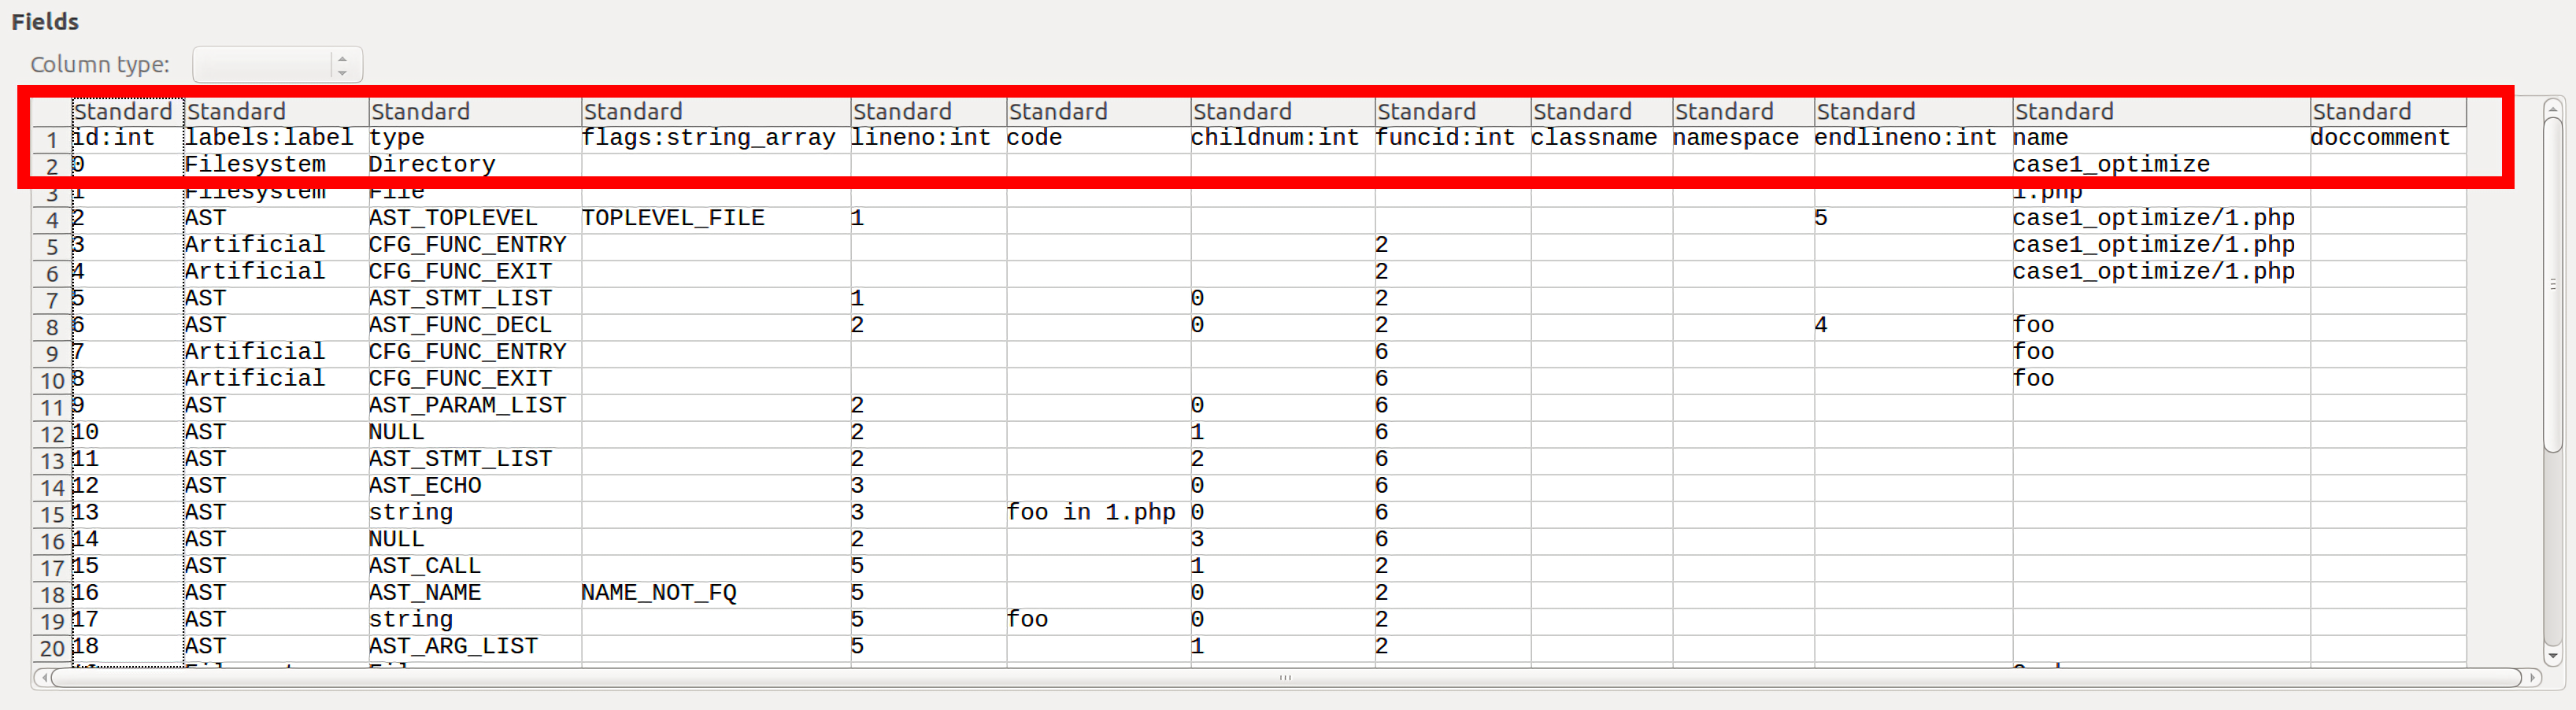 Fields
Column type:
Standard Standard Standard Standard Standard Standard Standard Standard Standard Standard Standard Standard Standard
1 id:int labels:label type flags:string_array lineno:int code childnum:int funcid:int classname namespace endlineno:int name doccomment
2 0 Filesystem Directory case1_optimize
3 1 Filesystem File 1.php
4 2 AST AST_TOPLEVEL TOPLEVEL_FILE 1 5 case1_optimize/1.php
5 3 Artificial CFG_FUNC_ENTRY 2 case1_optimize/1.php
6 4 Artificial CFG_FUNC_EXIT 2 case1_optimize/1.php
7 5 AST AST_STMT_LIST 1 0 2
8 6 AST AST_FUNC_DECL 2 0 2 4 foo
9 7 Artificial CFG_FUNC_ENTRY 6 foo
10 8 Artificial CFG_FUNC_EXIT 6 foo
11 9 AST AST_PARAM_LIST 2 0 6
12 10 AST NULL 2 1 6
13 11 AST AST_STMT_LIST 2 2 6
14 12 AST AST_ECHO 3 0 6
15 13 AST string 3 foo in 1.php 0 6
16 14 AST NULL 2 3 6
17 15 AST AST_CALL 5 1 2
18 16 AST AST_NAME NAME_NOT_FQ 5 0 2
19 17 AST string 5 foo 0 2
20 18 AST AST_ARG_LIST 5 1 2